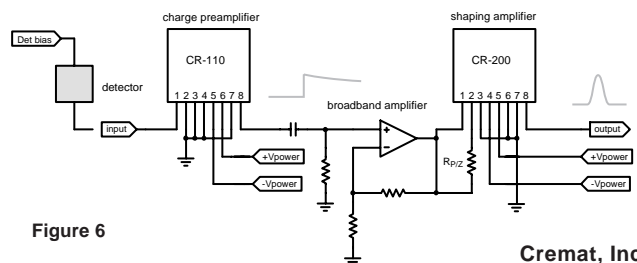 charge preamplifier
shaping amplifier
Det bias
CR-110
CR-200
detector
1 2 3 4 5 6 7 8
1 2 3 4 5 6 7 8
broadband amplifier
input
+
−
output
RP/Z
+Vpower
+Vpower
-Vpower
-Vpower
Figure 6
Cremat, Inc